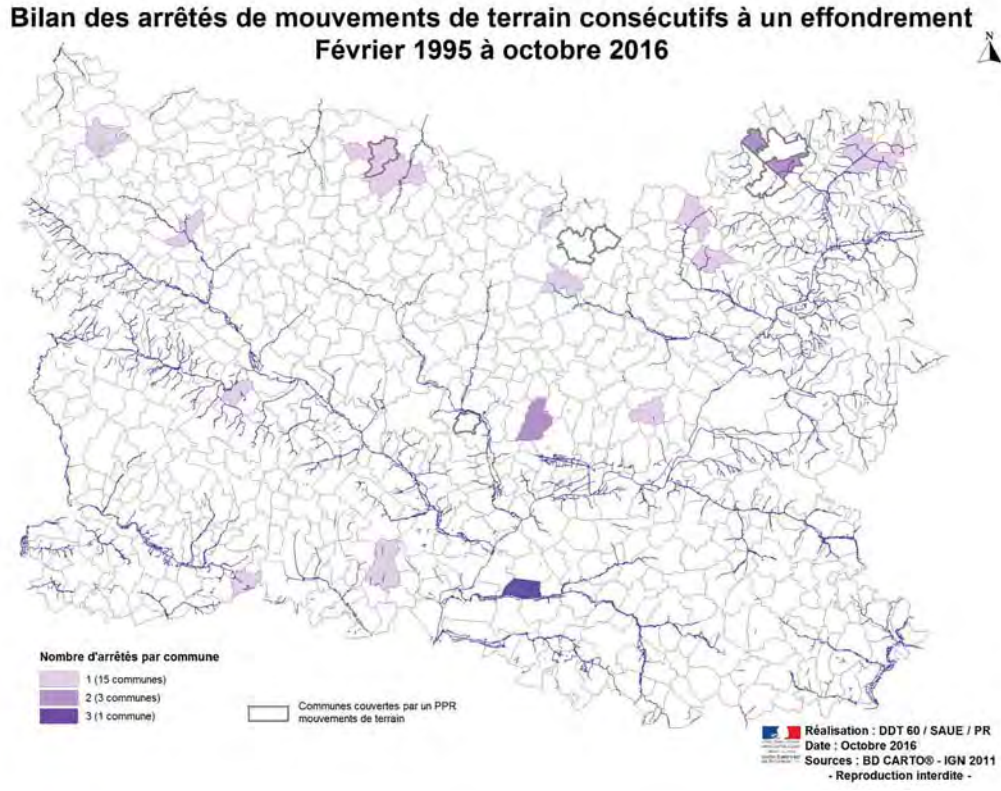 Bilan des arrêtés de mouvements de terrain consécutifs à un effondrement
Février 1995 à octobre 2016
N
Nombre d'arrêtés par commune
1 (15 communes)
2 (3 communes)
3 (1 commune)
Communes couvertes par un PPR
mouvements de terrain
Réalisation : DDT 60 / SAUE / PR
Date : Octobre 2016
Sources : BD CARTO® - IGN 2011
- Reproduction interdite -